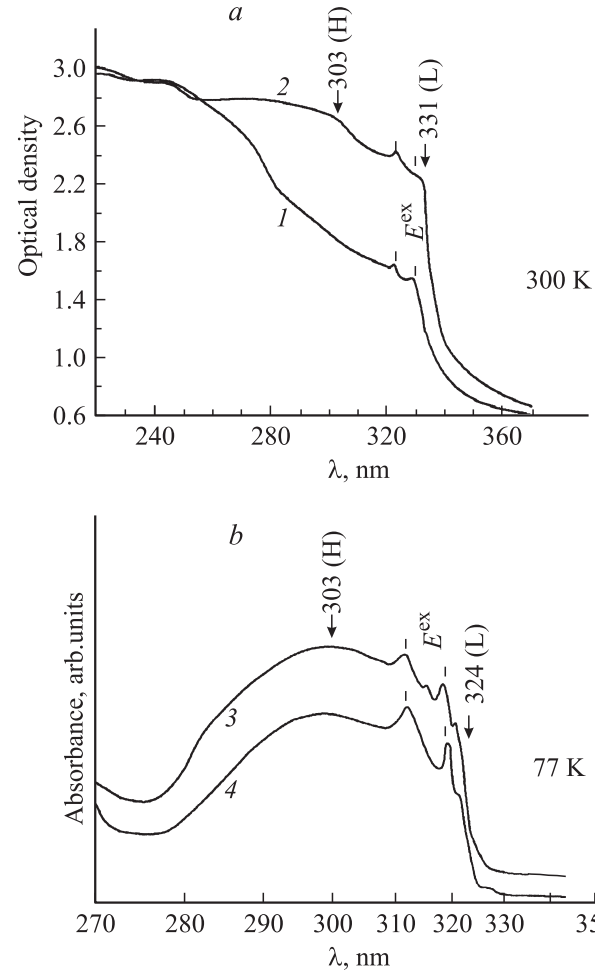 a
303 (H)
331 (L)
3.0
2
2.6
Optical density
2.2
1
E^ex
1.8
300 K
1.4
1.0
0.6
240 280 320 360
λ, nm
b
303 (H)
E^ex
324 (L)
Absorbance, arb.units
3
4
77 K
270 280 290 300 310 320 330 35
λ, nm